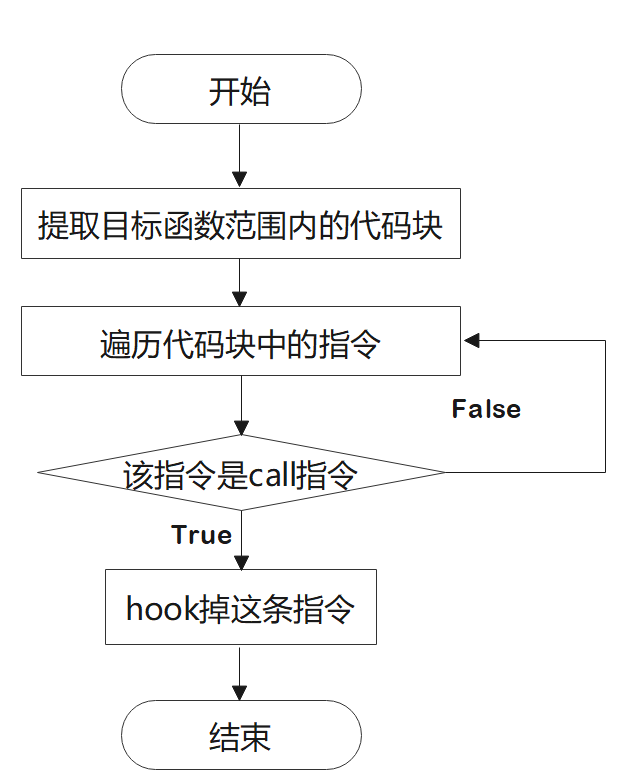 开始
提取目标函数范围内的代码块
遍历代码块中的指令
False
该指令是call指令
True
hook掉这条指令
结束